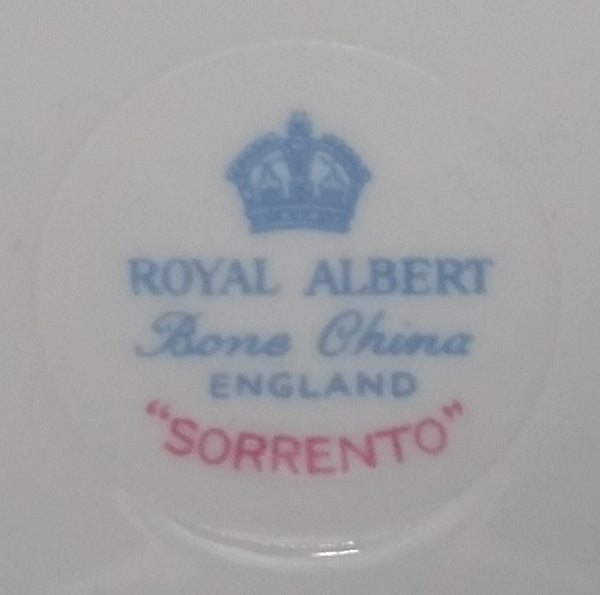 ROYAL ALBERT
Bone China
ENGLAND
"SORRENTO"